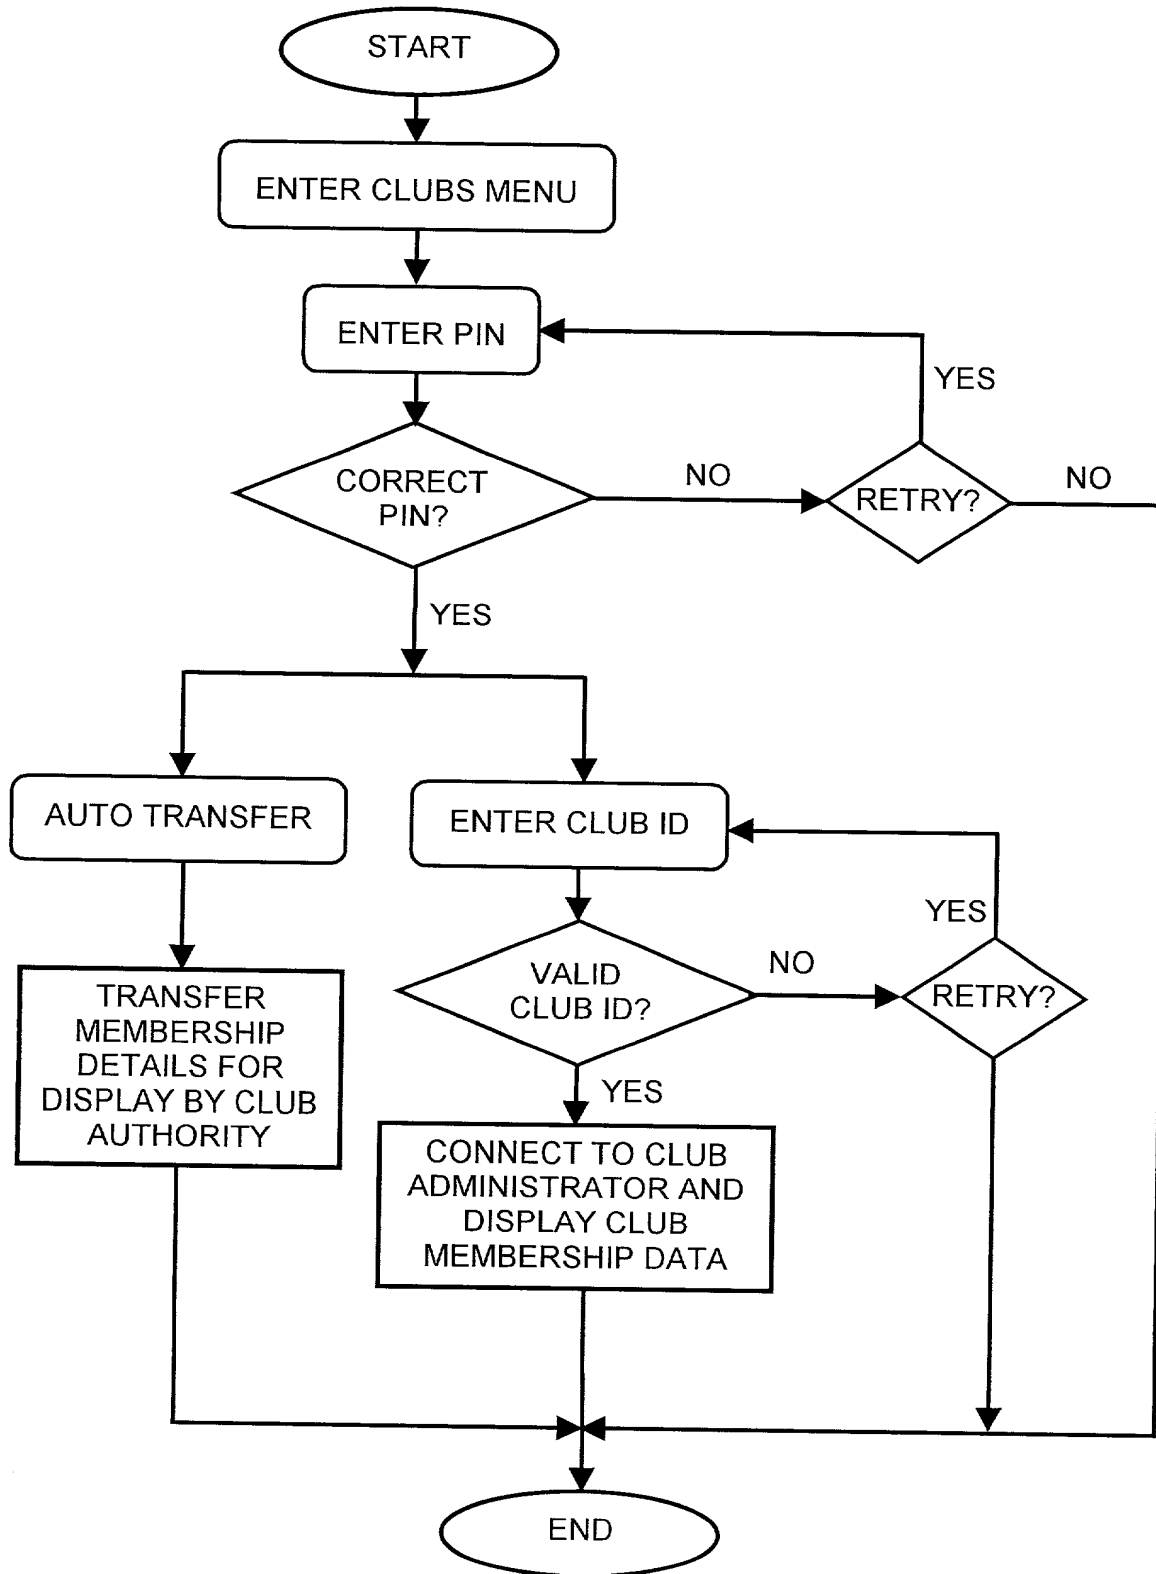 START
ENTER CLUBS MENU
ENTER PIN
YES
CORRECT
PIN?
NO
RETRY?
NO
YES
AUTO TRANSFER
ENTER CLUB ID
YES
VALID
CLUB ID?
NO
RETRY?
TRANSFER
MEMBERSHIP
DETAILS FOR
DISPLAY BY CLUB
AUTHORITY
YES
CONNECT TO CLUB
ADMINISTRATOR AND
DISPLAY CLUB
MEMBERSHIP DATA
END